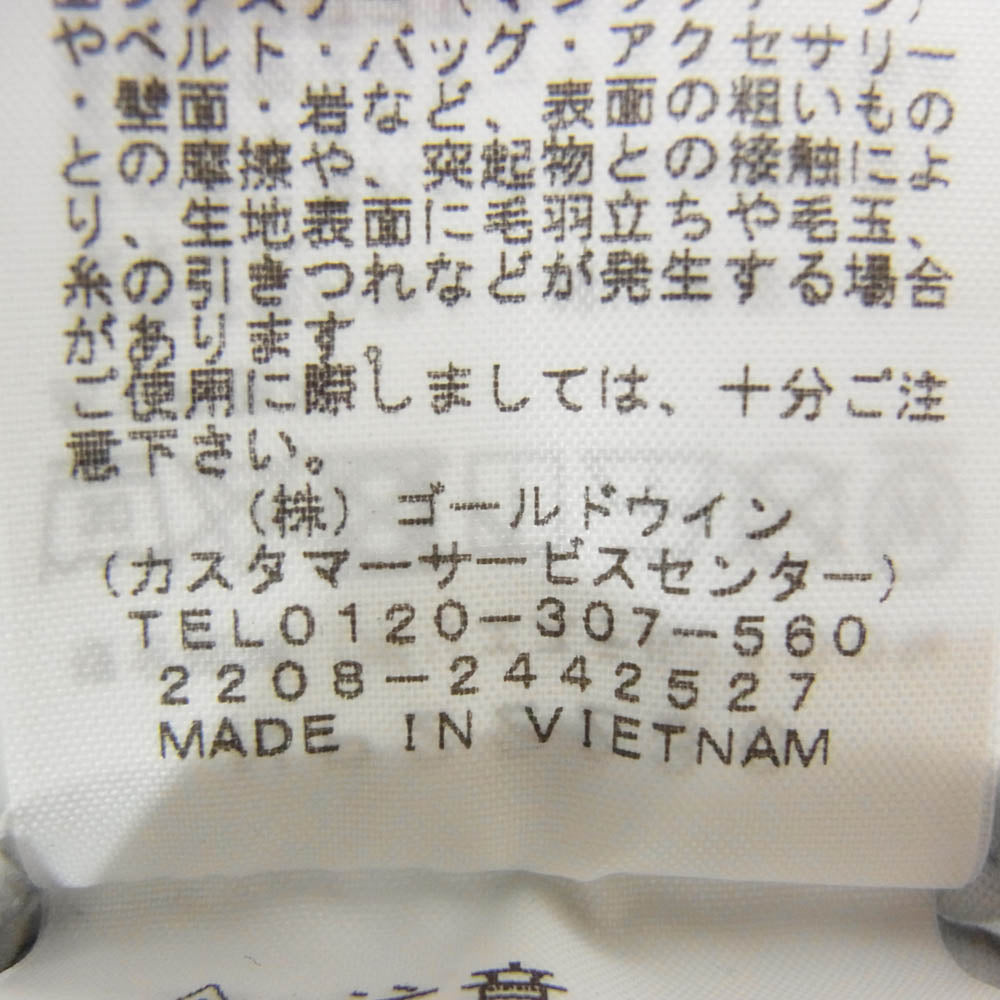 や ベルト・バッグ・アクセサリー
・壁面・岩など、表面の粗いもの
との摩擦や、突起物との接触によ
り、生地表面に毛羽立ちや毛玉、
糸の引きつれなどが発生する場合
があります。
ご使用に際しましては、十分ご注
意下さい。
(株)ゴールドウイン
(カスタマーサービスセンター)
TEL0120-307-560
2208-2442527
MADE IN VIETNAM